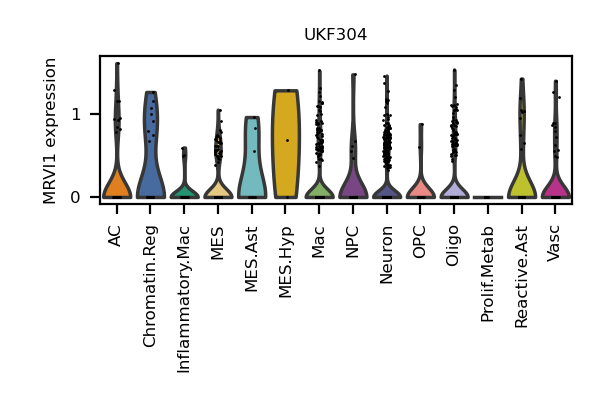 UKF304
MRVI1 expression
1
0
AC
Chromatin.Reg
Inflammatory.Mac
MES
MES.Ast
MES.Hyp
Mac
NPC
Neuron
OPC
Oligo
Prolif.Metab
Reactive.Ast
Vasc